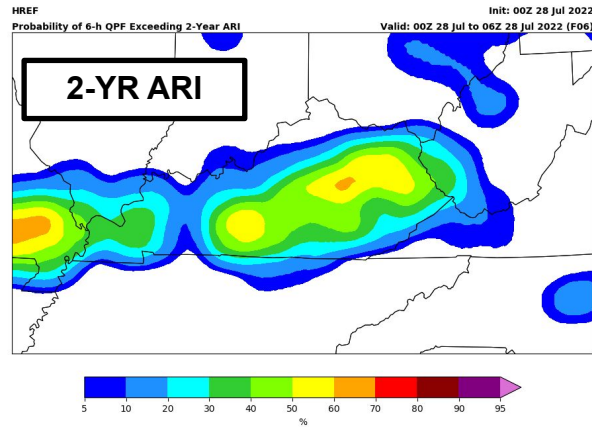 HREF
Init: 00Z 28 Jul 2022
Probability of 6-h QPF Exceeding 2-Year ARI
Valid: 00Z 28 Jul to 06Z 28 Jul 2022 (F06)
2-YR ARI
5 10 20 30 40 50 60 70 80 90 95
%